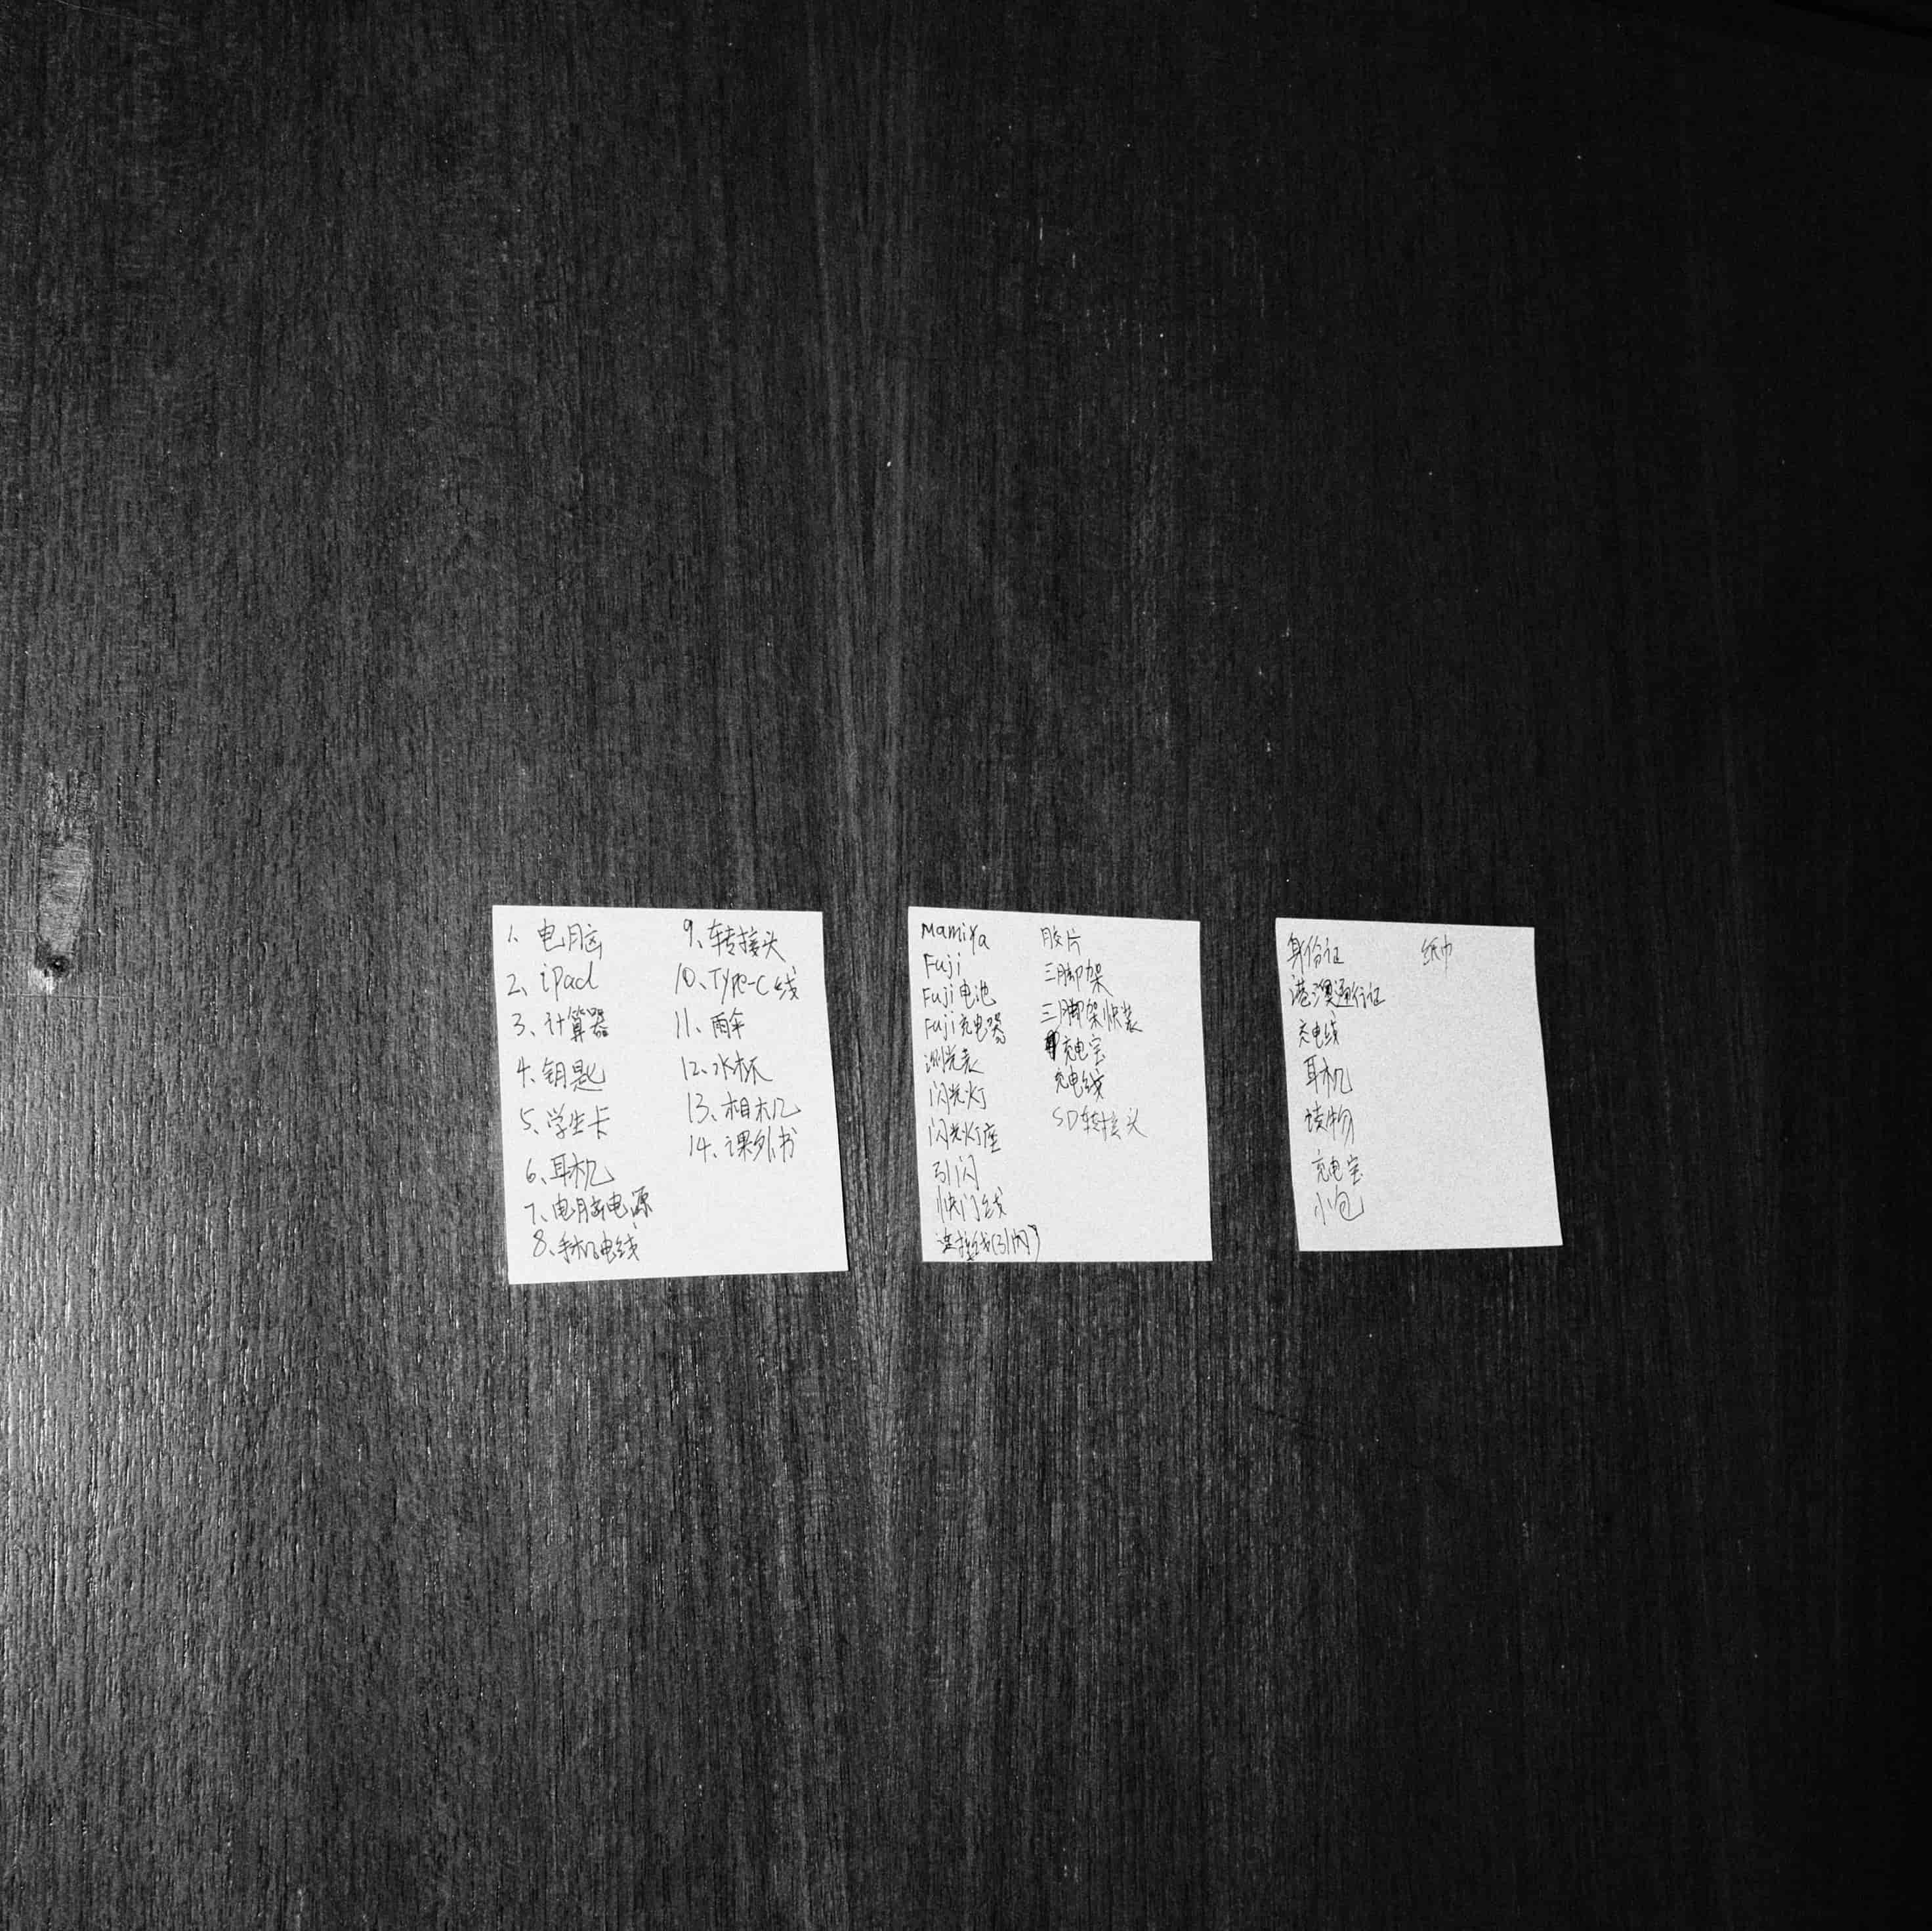 1、电脑
2、ipad
3、计算器
4、钥匙
5、学生卡
6、耳机
7、电脑电源
8、手机电线
9、转接头
10、Type-C线
11、雨伞
12、水杯
13、相机
14、课外书
Mamiya
Fuji
Fuji电池
Fuji充电器
测光表
闪光灯
闪光灯座
引闪
快门线
连接线(引闪)
胶片
三脚架
三脚架快装
充电宝
充电线
SD转接头
身份证
港澳通行证
充电线
耳机
读物
充电宝
小包
纸巾